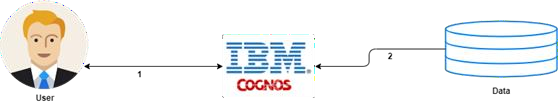 IBM
COGNOS
1
2
User
Data